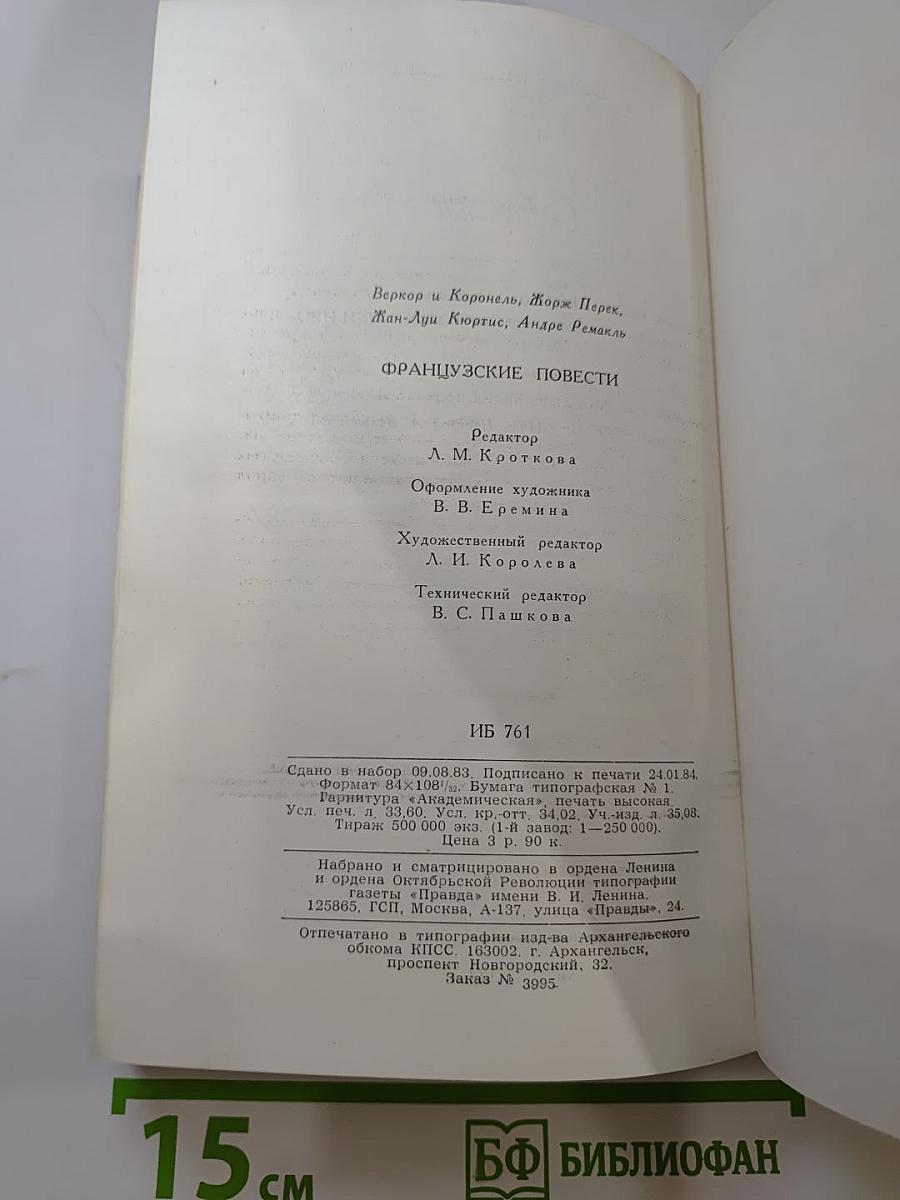 Веркор и Коронель, Жорж Перек,
Жан-Луи Кюртис, Андре Ремакль
ФРАНЦУЗСКИЕ ПОВЕСТИ
Редактор
Л. М. Кроткова
Оформление художника
В. В. Еремина
Художественный редактор
Л. И. Королева
Технический редактор
В. С. Пашкова
ИБ 761
Сдано в набор 09.08.83. Подписано к печати 24.01.84.
Формат 84×108¹/₃₂. Бумага типографская № 1.
Гарнитура «Академическая», печать высокая.
Усл. печ. л. 33,60. Усл. кр.-отт. 34,02. Уч.-изд. л. 35,08.
Тираж 500 000 экз. (1-й завод: 1—250 000).
Цена 3 р. 90 к.
Набрано и сматрицировано в ордена Ленина
и ордена Октябрьской Революции типографии
газеты «Правда» имени В. И. Ленина.
125865, ГСП, Москва, А-137, улица «Правды», 24.
Отпечатано в типографии изд-ва Архангельского
обкома КПСС. 163002. г. Архангельск,
проспект Новгородский, 32.
Заказ № 3995.
15 см
БФ БИБЛИОФАН